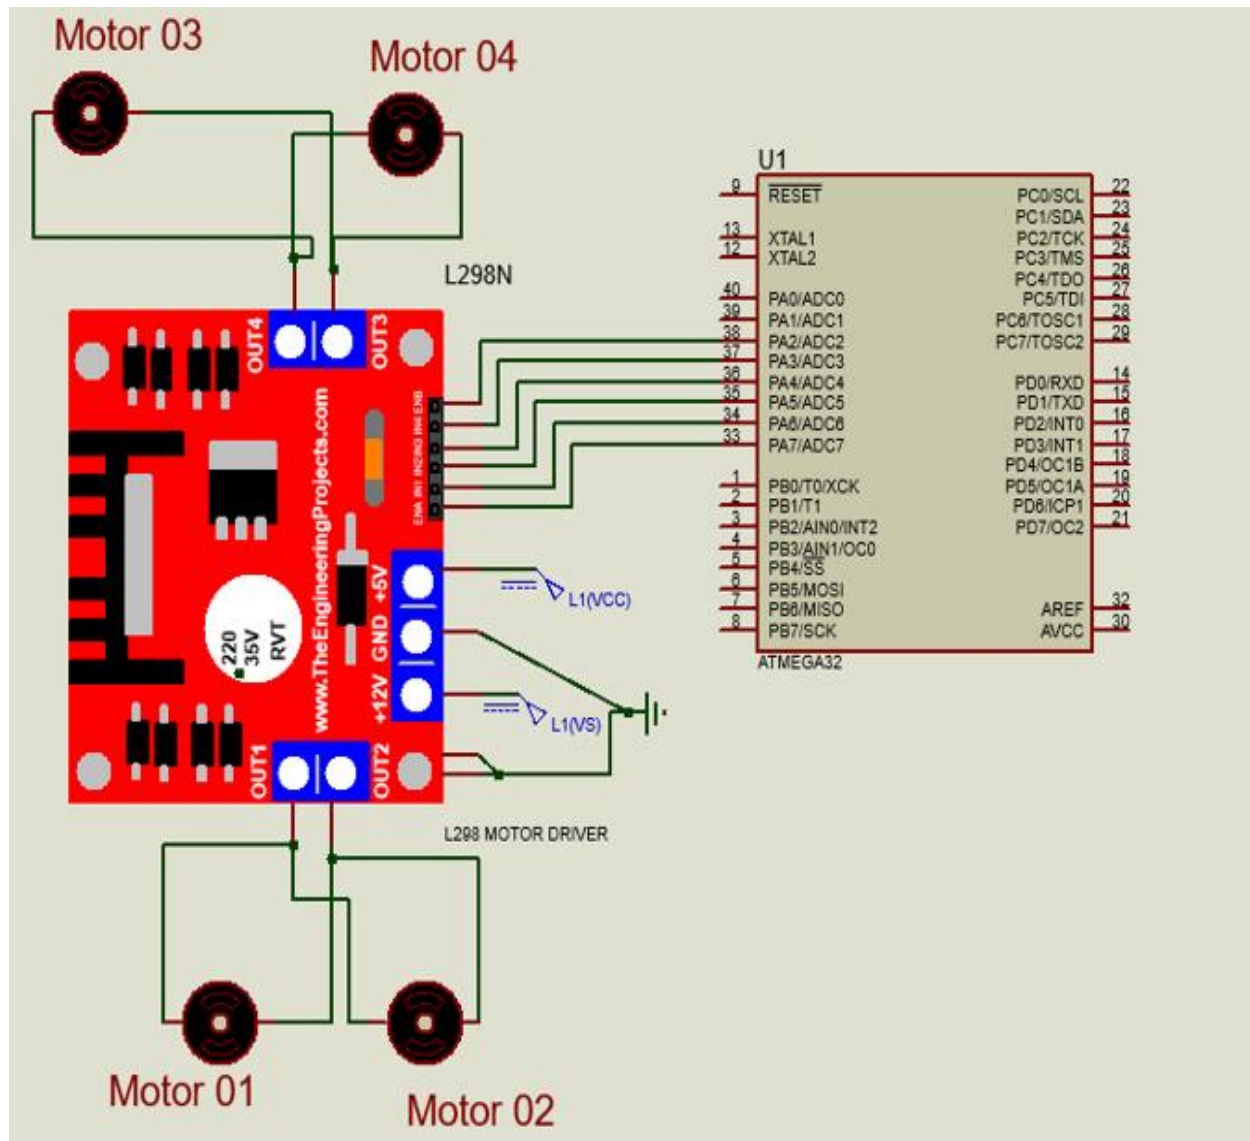 Motor 03
Motor 04
L298N
OUT4
OUT3
www.TheEngineeringProjects.com
ENA IN1 IN2IN3 IN4 ENB
+5V
GND
+12V
220
35V
RVT
OUT1
OUT2
L1(VCC)
L1(VS)
L298 MOTOR DRIVER
Motor 01
Motor 02
U1
9 RESET
13 XTAL1
12 XTAL2
40 PA0/ADC0
39 PA1/ADC1
38 PA2/ADC2
37 PA3/ADC3
36 PA4/ADC4
35 PA5/ADC5
34 PA6/ADC6
33 PA7/ADC7
1 PB0/T0/XCK
2 PB1/T1
3 PB2/AIN0/INT2
4 PB3/AIN1/OC0
5 PB4/SS
6 PB5/MOSI
7 PB6/MISO
8 PB7/SCK
PC0/SCL 22
PC1/SDA 23
PC2/TCK 24
PC3/TMS 25
PC4/TDO 26
PC5/TDI 27
PC6/TOSC1 28
PC7/TOSC2 29
PD0/RXD 14
PD1/TXD 15
PD2/INT0 16
PD3/INT1 17
PD4/OC1B 18
PD5/OC1A 19
PD6/ICP1 20
PD7/OC2 21
AREF 32
AVCC 30
ATMEGA32